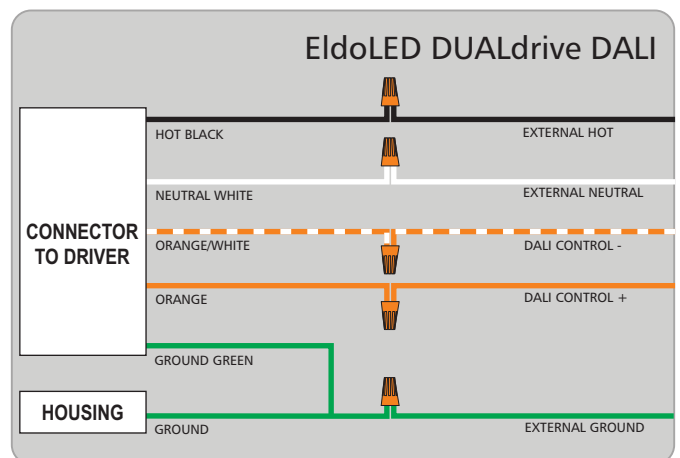 EldoLED DUALdrive DALI
HOT BLACK
EXTERNAL HOT
NEUTRAL WHITE
EXTERNAL NEUTRAL
CONNECTOR
TO DRIVER
ORANGE/WHITE
DALI CONTROL -
ORANGE
DALI CONTROL +
GROUND GREEN
HOUSING
GROUND
EXTERNAL GROUND